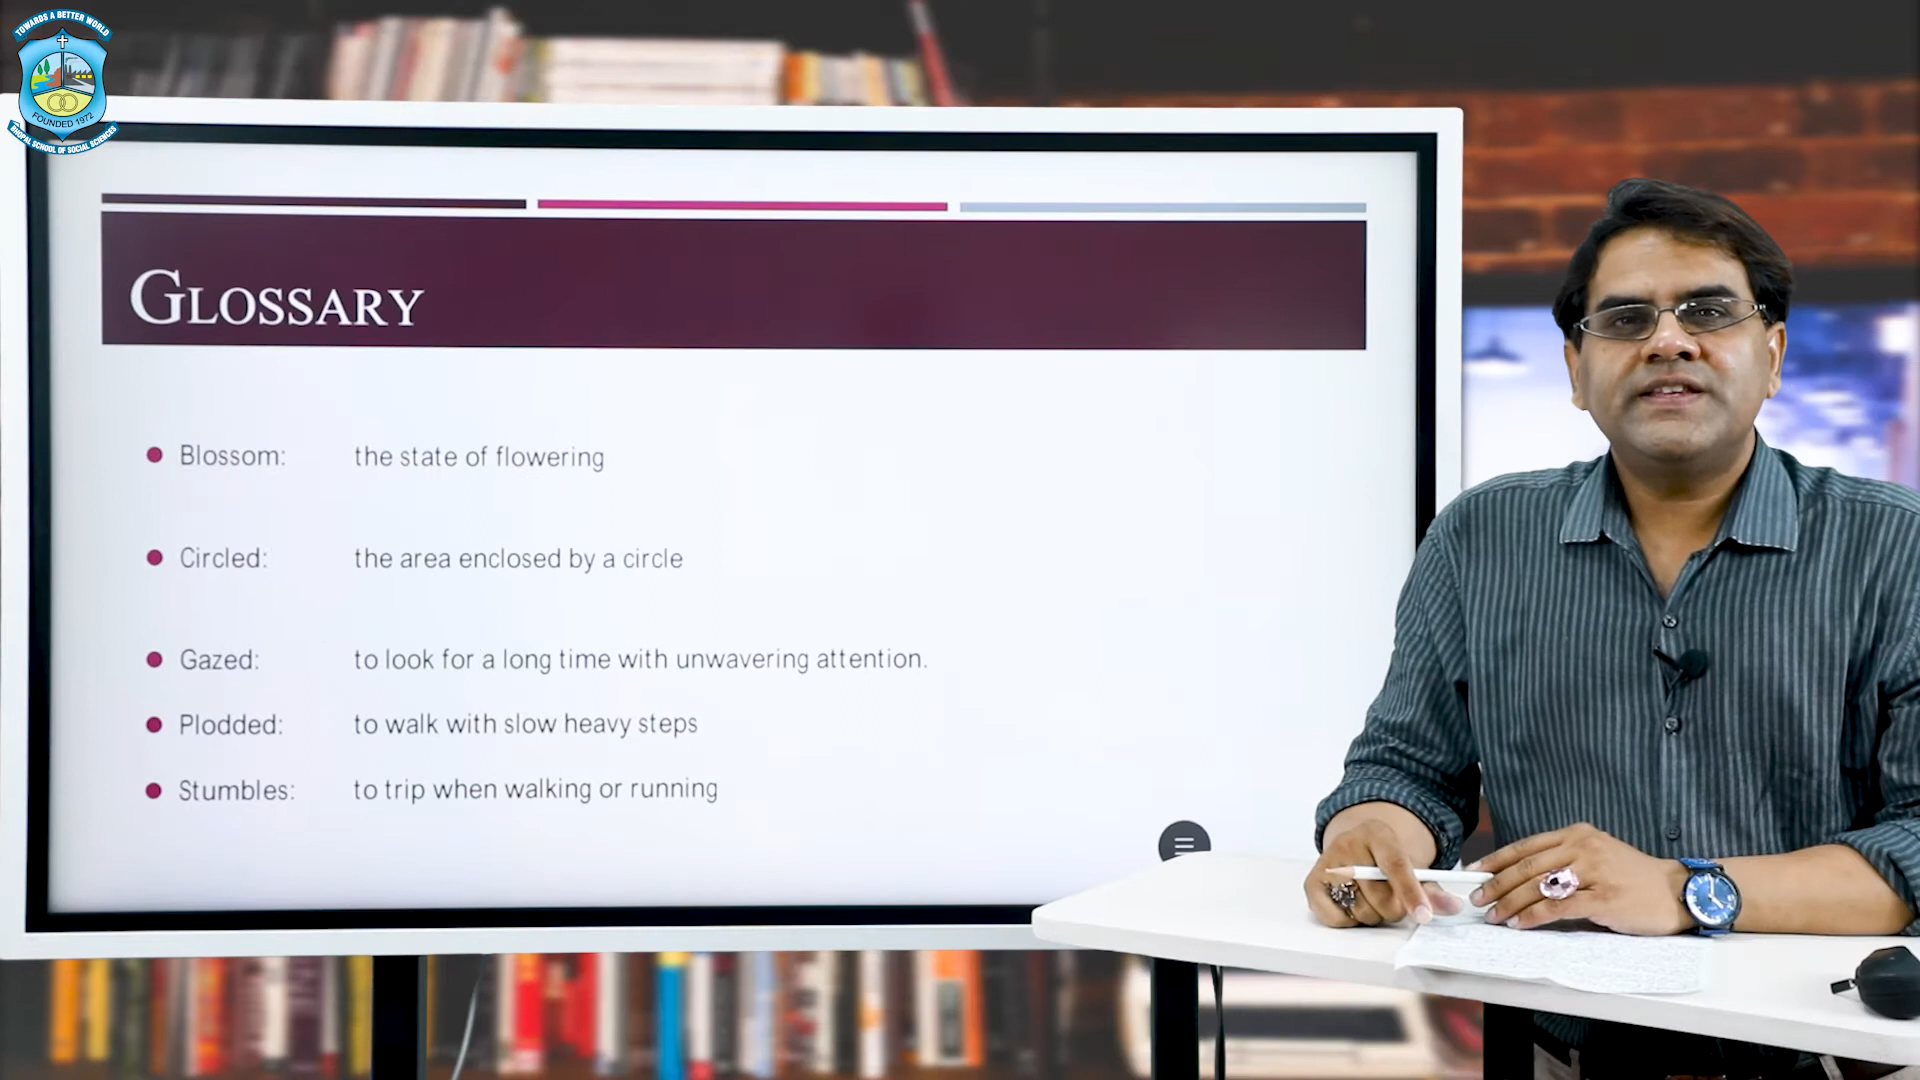 TOWARDS A BETTER WORLD
FOUNDED 1972
BHOPAL SCHOOL OF SOCIAL SCIENCES
GLOSSARY
Blossom: the state of flowering
Circled: the area enclosed by a circle
Gazed: to look for a long time with unwavering attention.
Plodded: to walk with slow heavy steps
Stumbles: to trip when walking or running